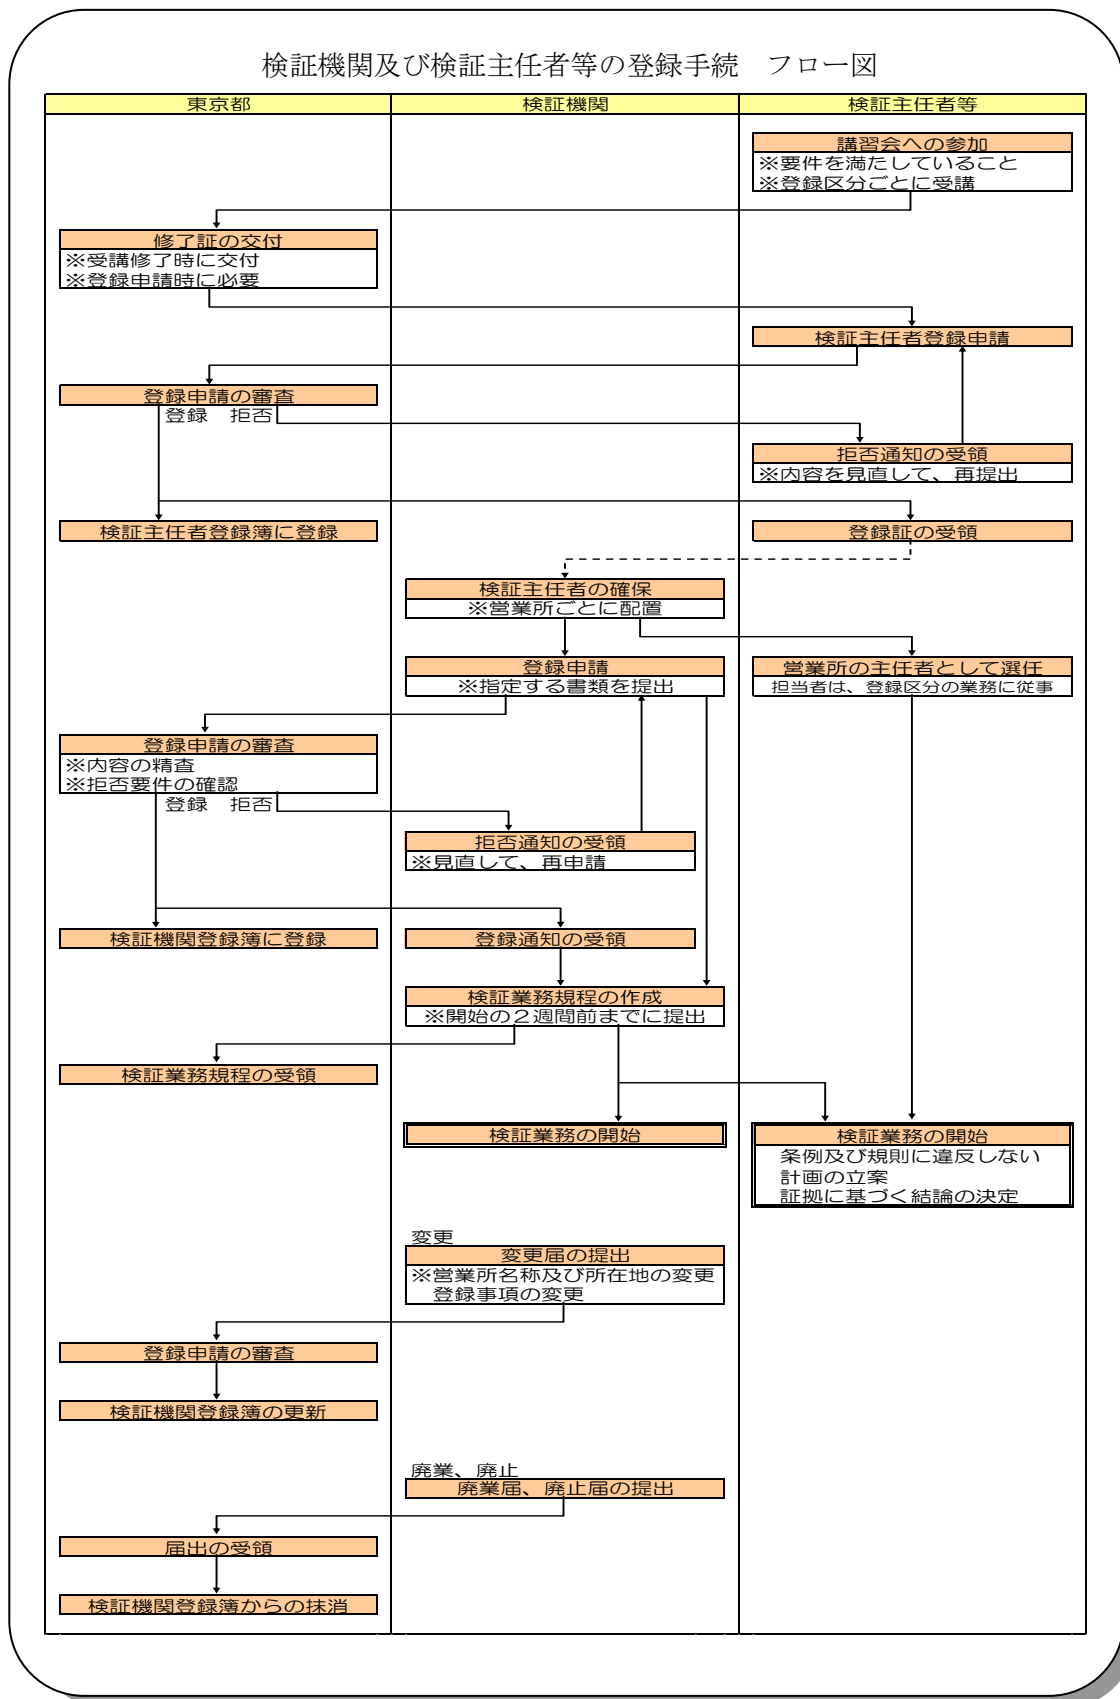 検証機関及び検証主任者等の登録手続　フロー図
東京都
検証機関
検証主任者等
講習会への参加
※要件を満たしていること
※登録区分ごとに受講
修了証の交付
※受講修了時に交付
※登録申請時に必要
検証主任者登録申請
登録申請の審査
登録　拒否
拒否通知の受領
※内容を見直して、再提出
検証主任者登録簿に登録
登録証の受領
検証主任者の確保
※営業所ごとに配置
登録申請
※指定する書類を提出
営業所の主任者として選任
担当者は、登録区分の業務に従事
登録申請の審査
※内容の精査
※拒否要件の確認
登録　拒否
拒否通知の受領
※見直して、再申請
検証機関登録簿に登録
登録通知の受領
検証業務規程の作成
※開始の２週間前までに提出
検証業務規程の受領
検証業務の開始
検証業務の開始
条例及び規則に違反しない
計画の立案
証拠に基づく結論の決定
変更
変更届の提出
※営業所名称及び所在地の変更
登録事項の変更
登録申請の審査
検証機関登録簿の更新
廃業、廃止
廃業届、廃止届の提出
届出の受領
検証機関登録簿からの抹消